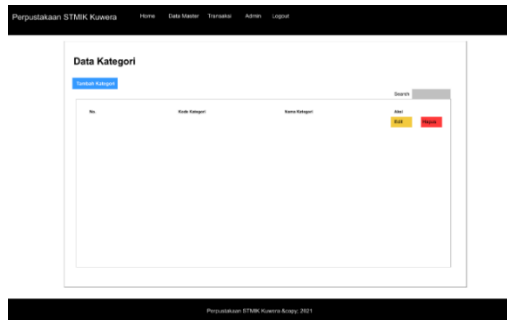 Perpustakaan STMIK Kuwera Home Data Master Transaksi Admin Logout
Data Kategori
Tambah Kategori
Search
No. Kode Kategori Nama Kategori Aksi
Edit Hapus
Perpustakaan STMIK Kuwera &copy; 2021